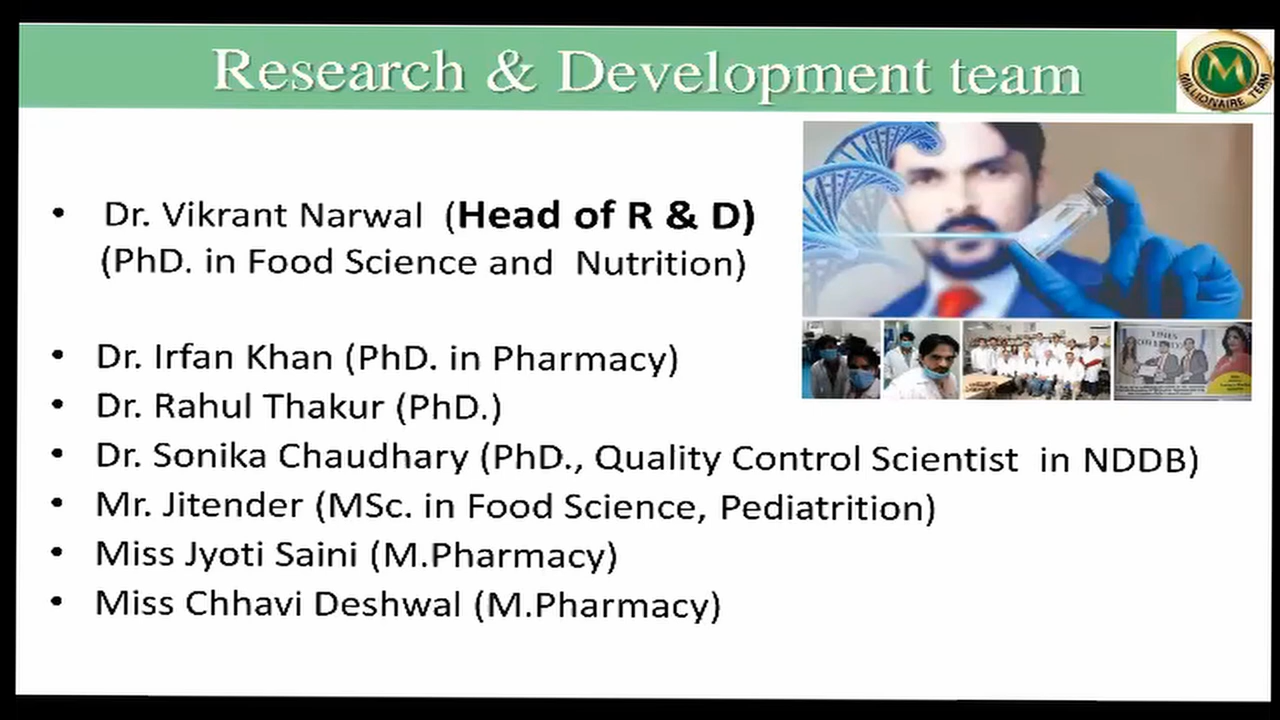 Research & Development team
MILLIONAIRE TEAM
• Dr. Vikrant Narwal (Head of R & D)
(PhD. in Food Science and Nutrition)
• Dr. Irfan Khan (PhD. in Pharmacy)
• Dr. Rahul Thakur (PhD.)
• Dr. Sonika Chaudhary (PhD., Quality Control Scientist in NDDB)
• Mr. Jitender (MSc. in Food Science, Pediatrition)
• Miss Jyoti Saini (M.Pharmacy)
• Miss Chhavi Deshwal (M.Pharmacy)